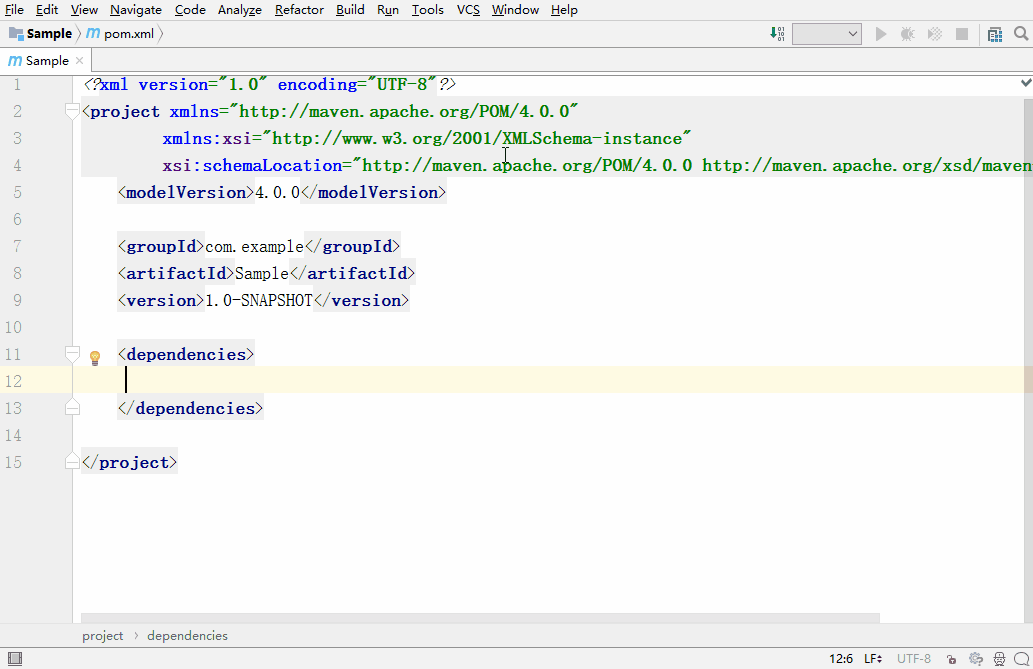 File Edit View Navigate Code Analyze Refactor Build Run Tools VCS Window Help
Sample pom.xml
Sample
1 <?xml version="1.0" encoding="UTF-8"?>
2 <project xmlns="http://maven.apache.org/POM/4.0.0"
3 xmlns:xsi="http://www.w3.org/2001/XMLSchema-instance"
4 xsi:schemaLocation="http://maven.apache.org/POM/4.0.0 http://maven.apache.org/xsd/maven
5 <modelVersion>4.0.0</modelVersion>
6
7 <groupId>com.example</groupId>
8 <artifactId>Sample</artifactId>
9 <version>1.0-SNAPSHOT</version>
10
11 <dependencies>
12
13 </dependencies>
14
15 </project>
project › dependencies
12:6 LF UTF-8